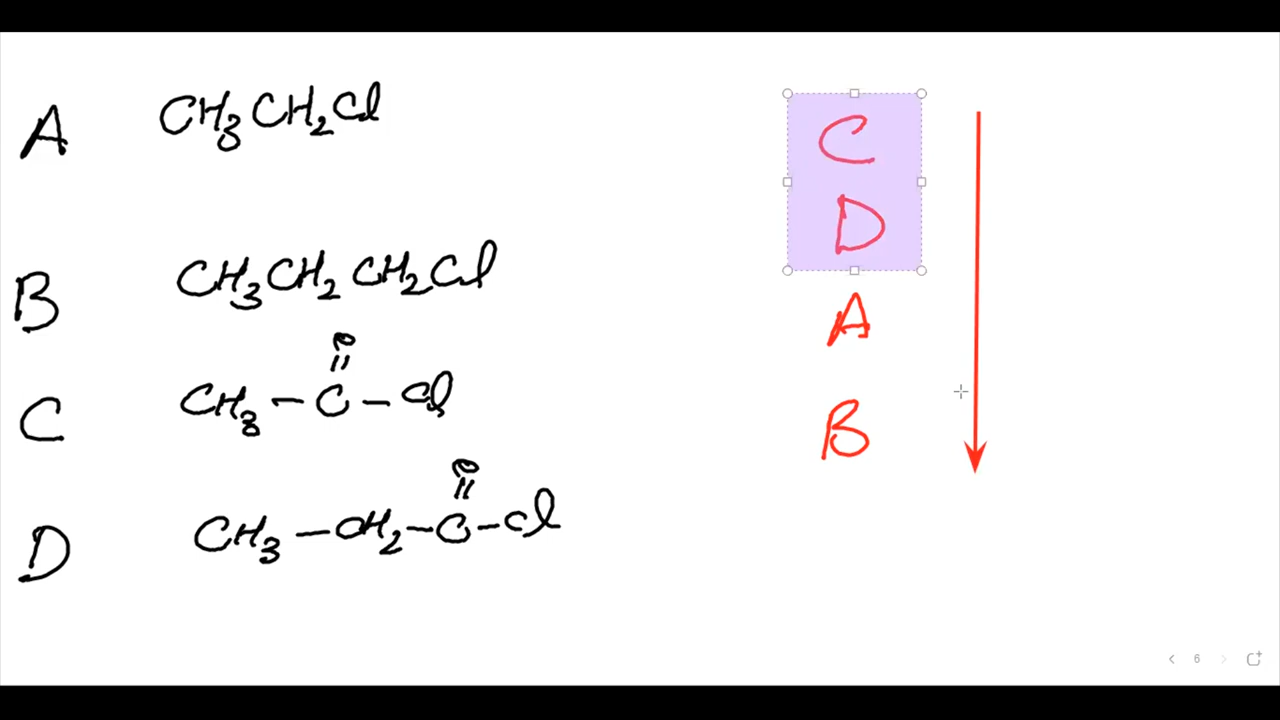 A CH3CH2Cl
B CH3CH2CH2Cl
O
||
C CH3-C-Cl
O
||
D CH3-CH2-C-Cl
C
D
A
B
6